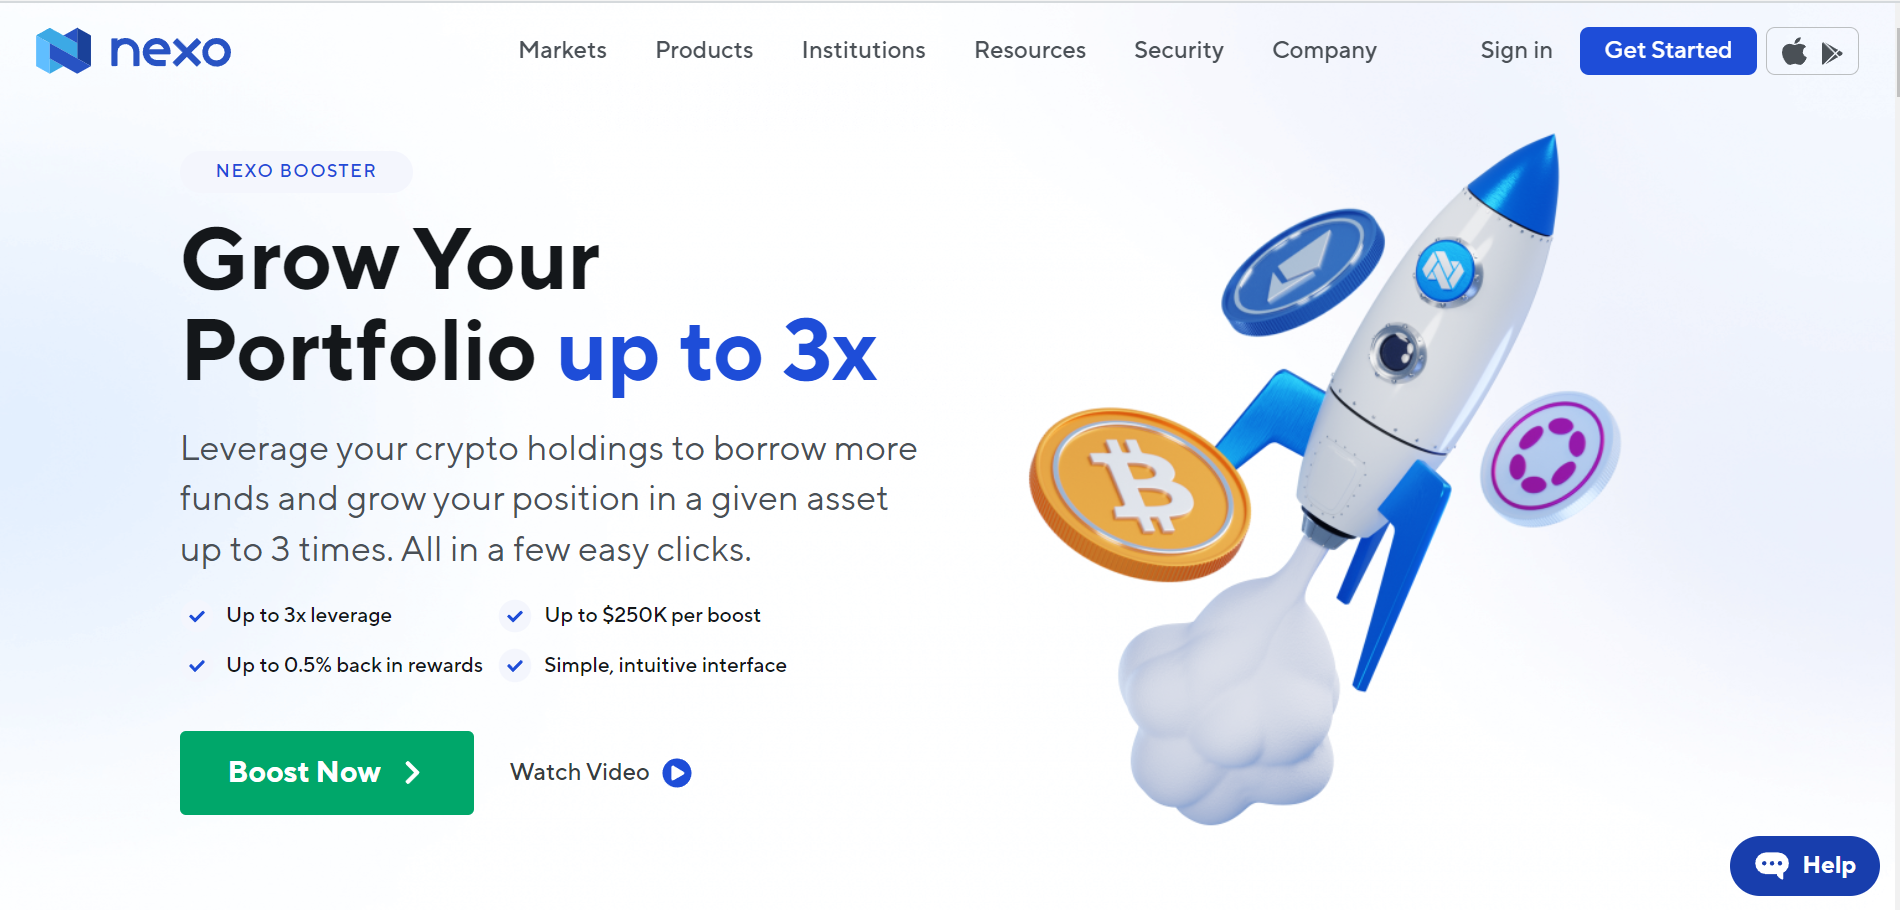 nexo
Markets
Products
Institutions
Resources
Security
Company
Sign in
Get Started
NEXO BOOSTER
Grow Your
Portfolio up to 3x
Leverage your crypto holdings to borrow more
funds and grow your position in a given asset
up to 3 times. All in a few easy clicks.
Up to 3x leverage
Up to $250K per boost
Up to 0.5% back in rewards
Simple, intuitive interface
Boost Now
Watch Video
Help